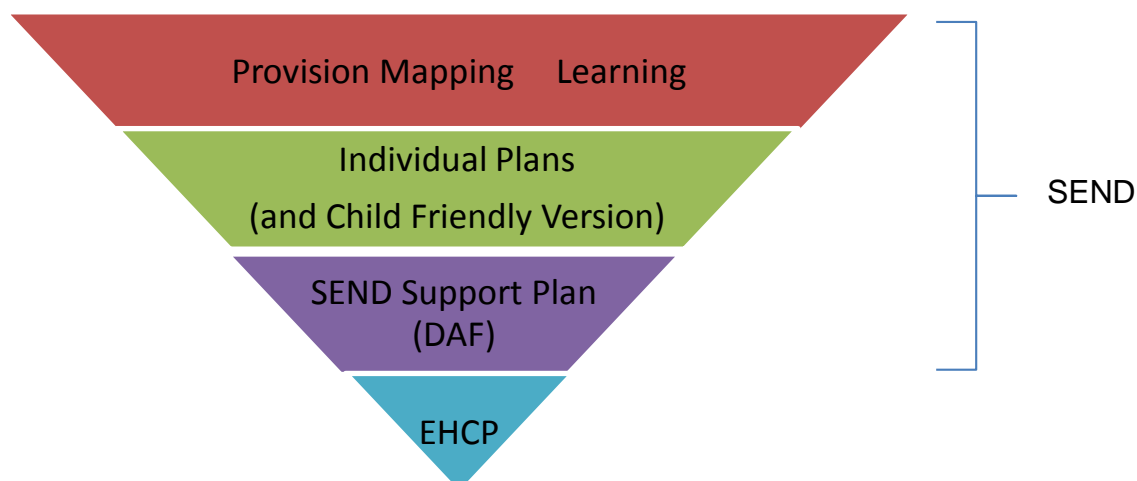 Provision Mapping Learning
Individual Plans
(and Child Friendly Version)
SEND
SEND Support Plan
(DAF)
EHCP